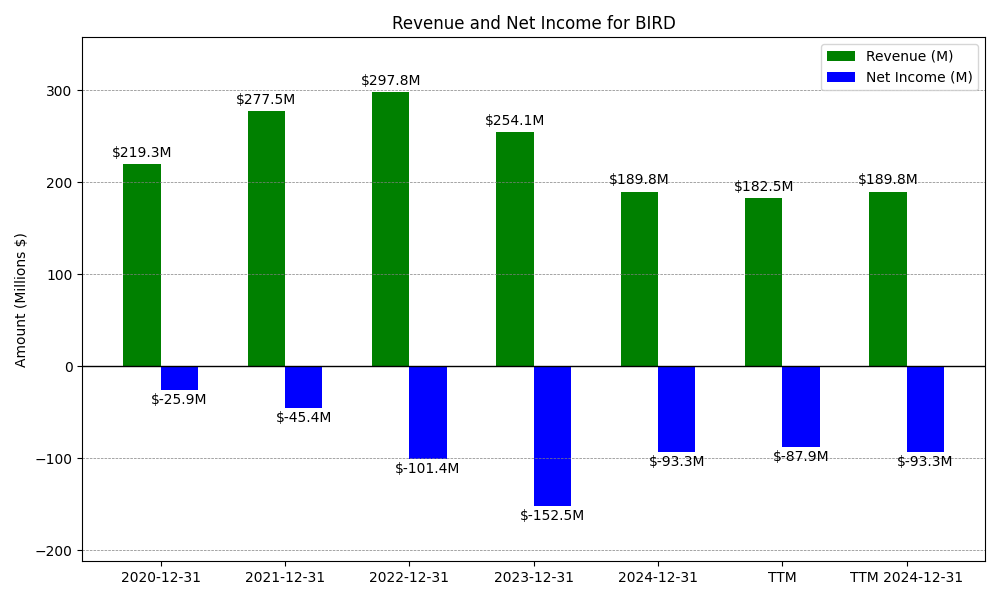 Revenue and Net Income for BIRD
Revenue (M)
Net Income (M)
Amount (Millions $)
300
200
100
0
−100
−200
$219.3M
$277.5M
$297.8M
$254.1M
$189.8M
$182.5M
$189.8M
$-25.9M
$-45.4M
$-101.4M
$-152.5M
$-93.3M
$-87.9M
$-93.3M
2020-12-31
2021-12-31
2022-12-31
2023-12-31
2024-12-31
TTM
TTM 2024-12-31